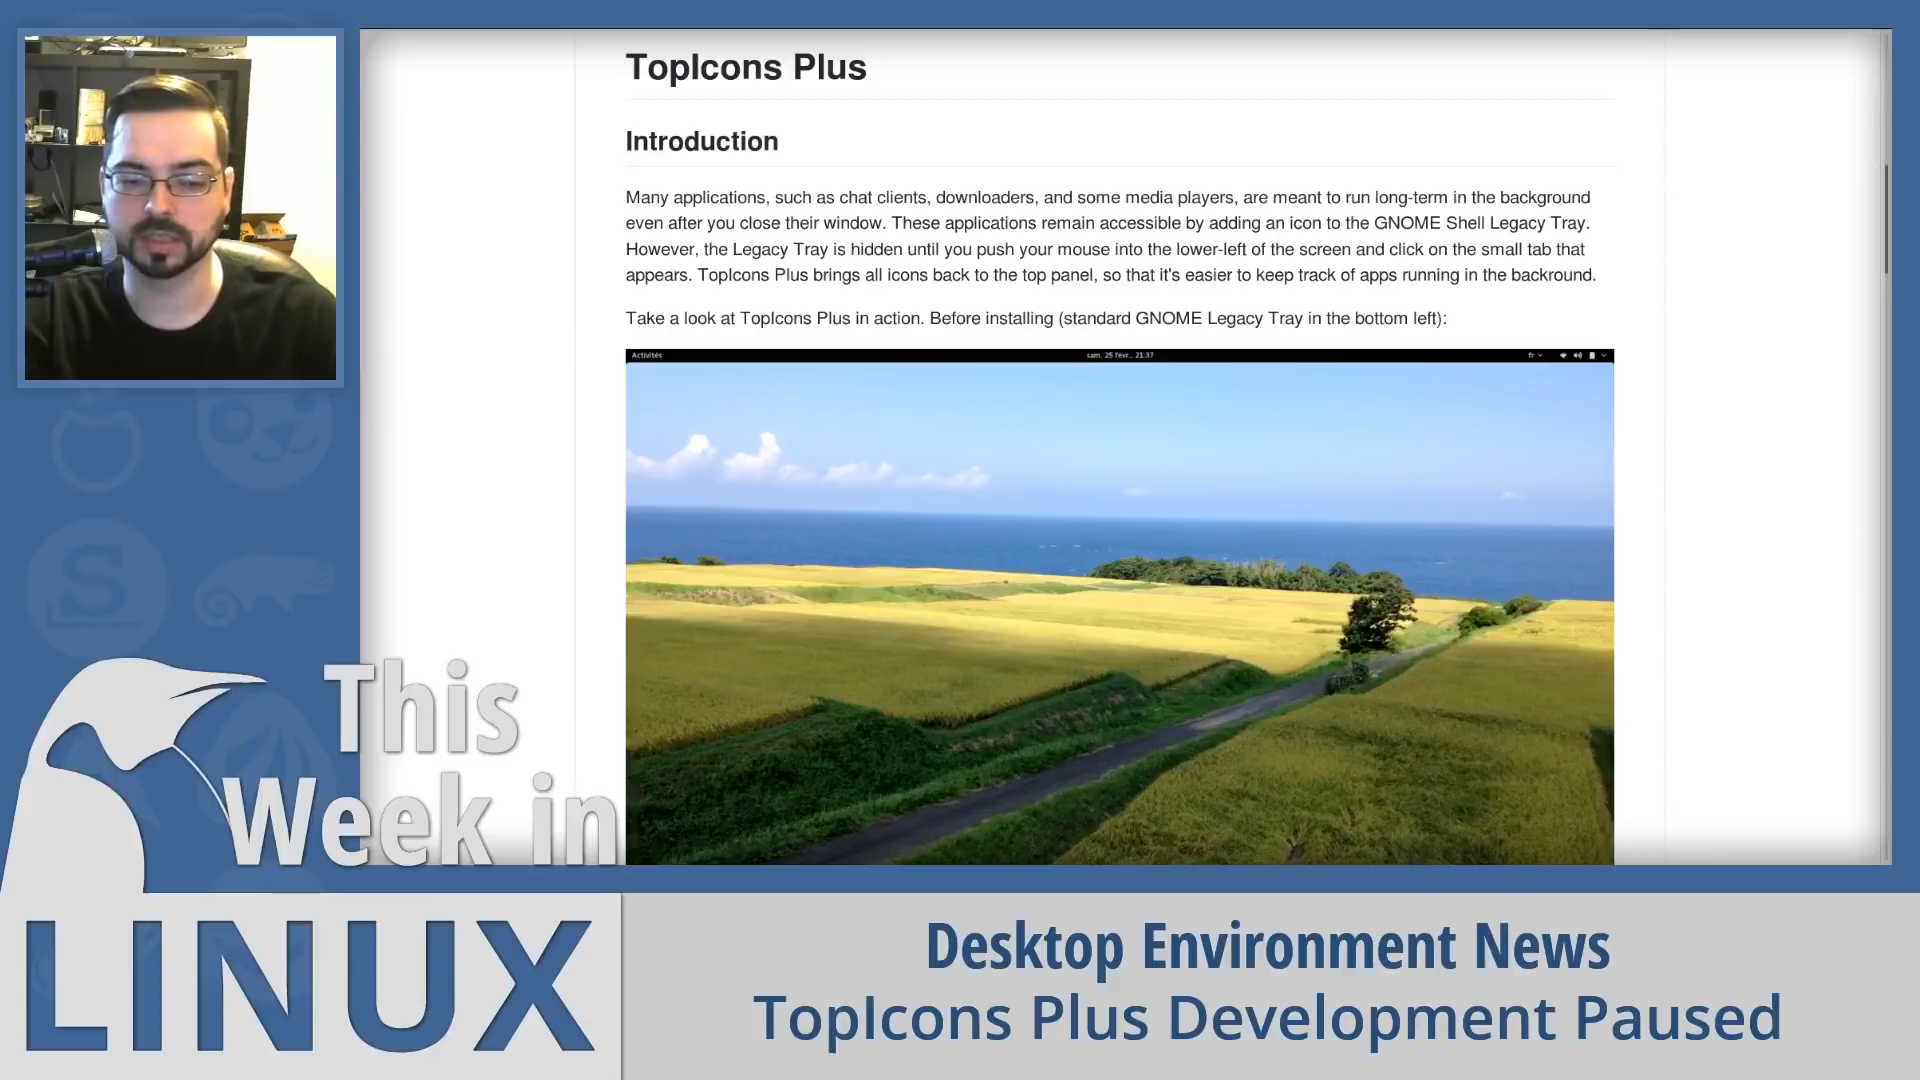 TopIcons Plus
Introduction
Many applications, such as chat clients, downloaders, and some media players, are meant to run long-term in the background
even after you close their window. These applications remain accessible by adding an icon to the GNOME Shell Legacy Tray.
However, the Legacy Tray is hidden until you push your mouse into the lower-left of the screen and click on the small tab that
appears. TopIcons Plus brings all icons back to the top panel, so that it's easier to keep track of apps running in the backround.
Take a look at TopIcons Plus in action. Before installing (standard GNOME Legacy Tray in the bottom left):
Activités
sam. 25 févr., 21:37
fr
S
This
Week in
LINUX
Desktop Environment News
TopIcons Plus Development Paused